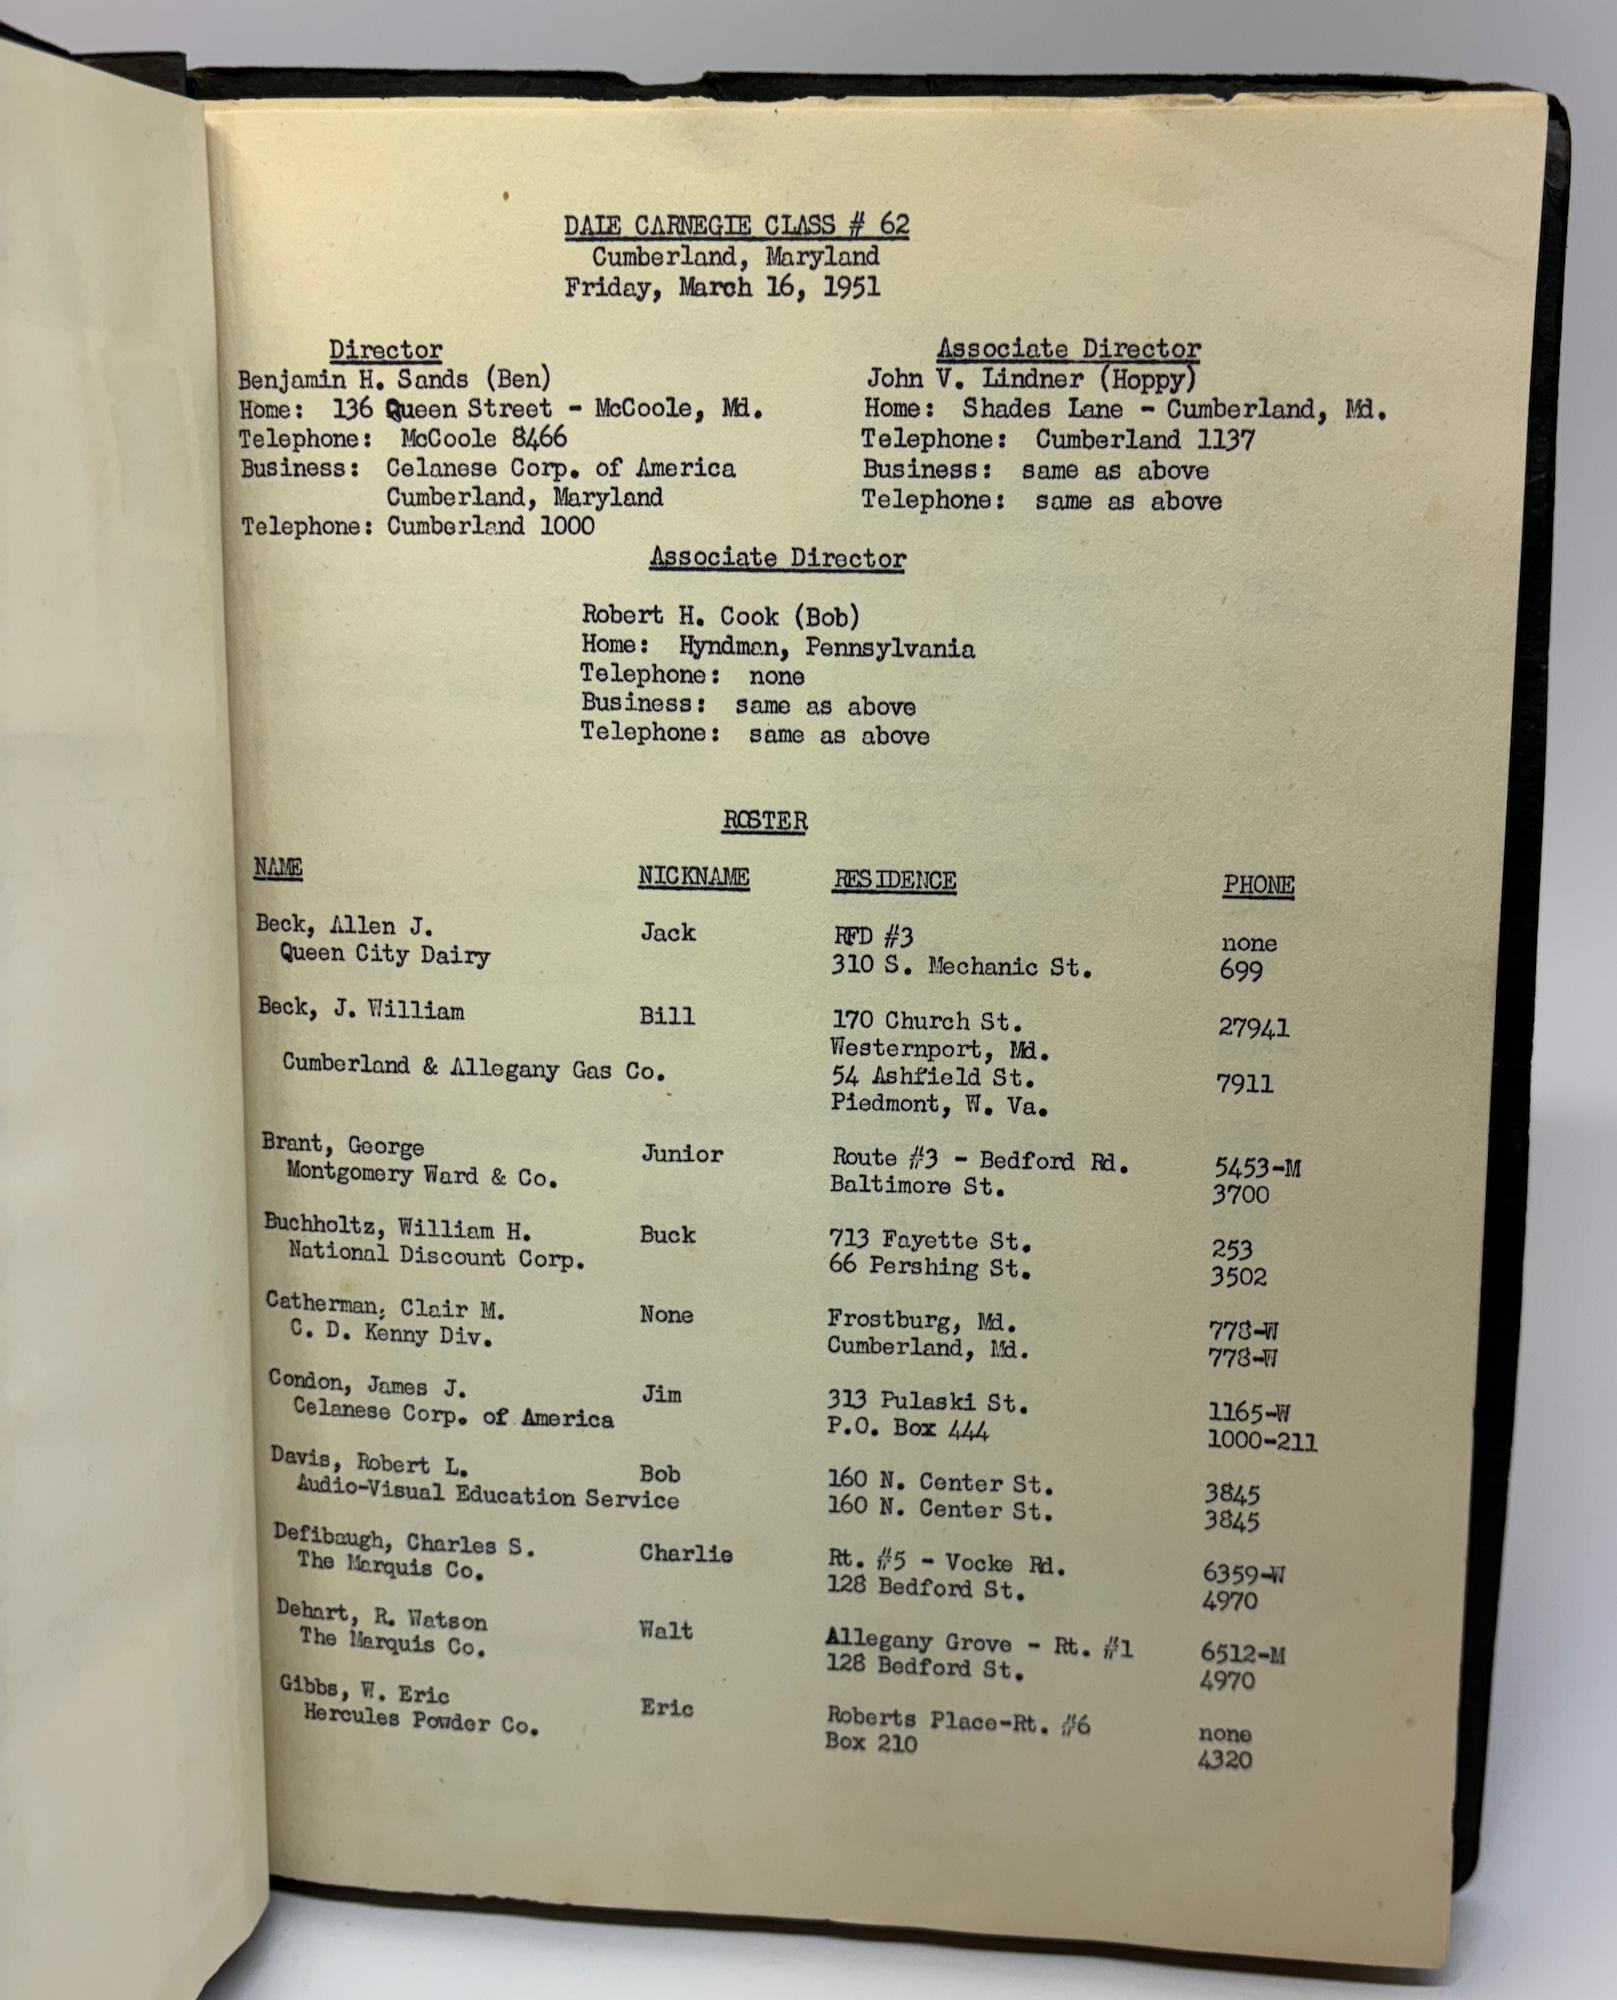 DALE CARNEGIE CLASS # 62
Cumberland, Maryland
Friday, March 16, 1951
Director
Benjamin H. Sands (Ben)
Home: 136 Queen Street - McCoole, Md.
Telephone: McCoole 8466
Business: Celanese Corp. of America
Cumberland, Maryland
Telephone: Cumberland 1000
Associate Director
John V. Lindner (Hoppy)
Home: Shades Lane - Cumberland, Md.
Telephone: Cumberland 1137
Business: same as above
Telephone: same as above
Associate Director
Robert H. Cook (Bob)
Home: Hyndman, Pennsylvania
Telephone: none
Business: same as above
Telephone: same as above
ROSTER
NAME NICKNAME RESIDENCE PHONE
Beck, Allen J. Jack RFD #3 none
Queen City Dairy 310 S. Mechanic St. 699
Beck, J. William Bill 170 Church St. 27941
Westernport, Md.
Cumberland & Allegany Gas Co. 54 Ashfield St. 7911
Piedmont, W. Va.
Brant, George Junior Route #3 - Bedford Rd. 5453-M
Montgomery Ward & Co. Baltimore St. 3700
Buchholtz, William H. Buck 713 Fayette St. 253
National Discount Corp. 66 Pershing St. 3502
Catherman, Clair M. None Frostburg, Md. 778-W
C. D. Kenny Div. Cumberland, Md. 778-W
Condon, James J. Jim 313 Pulaski St. 1165-W
Celanese Corp. of America P.O. Box 444 1000-211
Davis, Robert L. Bob 160 N. Center St. 3845
Audio-Visual Education Service 160 N. Center St. 3845
Defibaugh, Charles S. Charlie Rt. #5 - Vocke Rd. 6359-W
The Marquis Co. 128 Bedford St. 4970
Dehart, R. Watson Walt Allegany Grove - Rt. #1 6512-M
The Marquis Co. 128 Bedford St. 4970
Gibbs, W. Eric Eric Roberts Place-Rt. #6 none
Hercules Powder Co. Box 210 4320